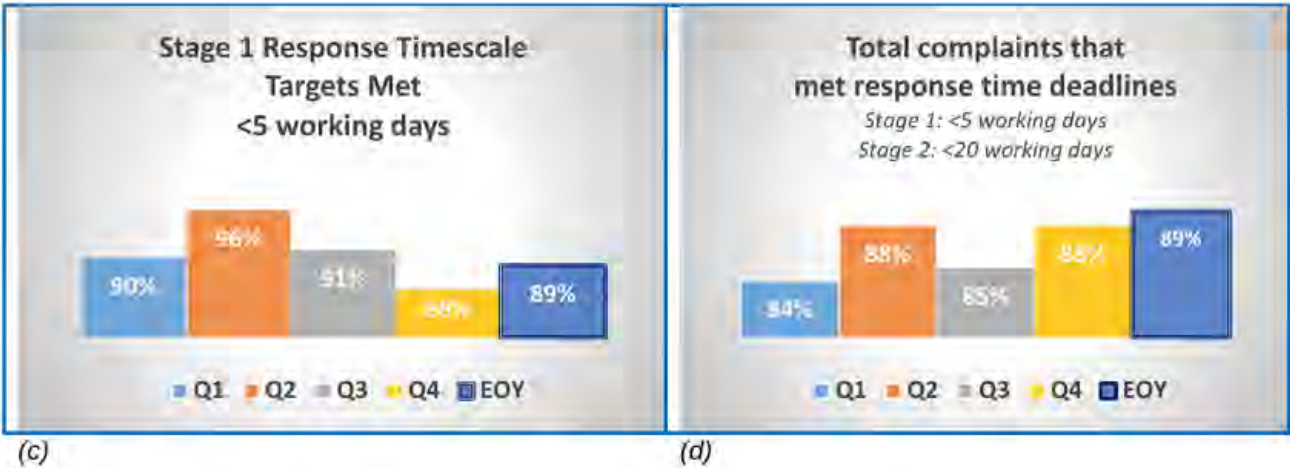 Stage 1 Response Timescale
Targets Met
<5 working days
90%
96%
91%
89%
Q1 Q2 Q3 Q4 EOY
(c)
Total complaints that
met response time deadlines
Stage 1: <5 working days
Stage 2: <20 working days
84%
88%
85%
88%
89%
Q1 Q2 Q3 Q4 EOY
(d)